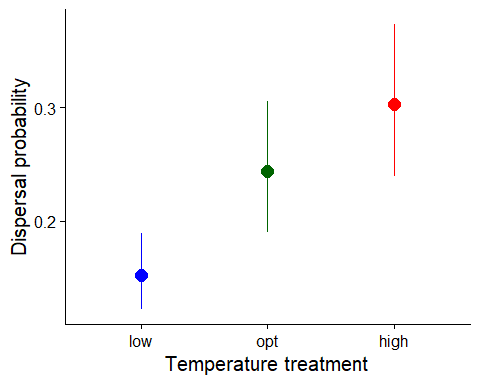 Dispersal probability
0.3
0.2
low opt high
Temperature treatment